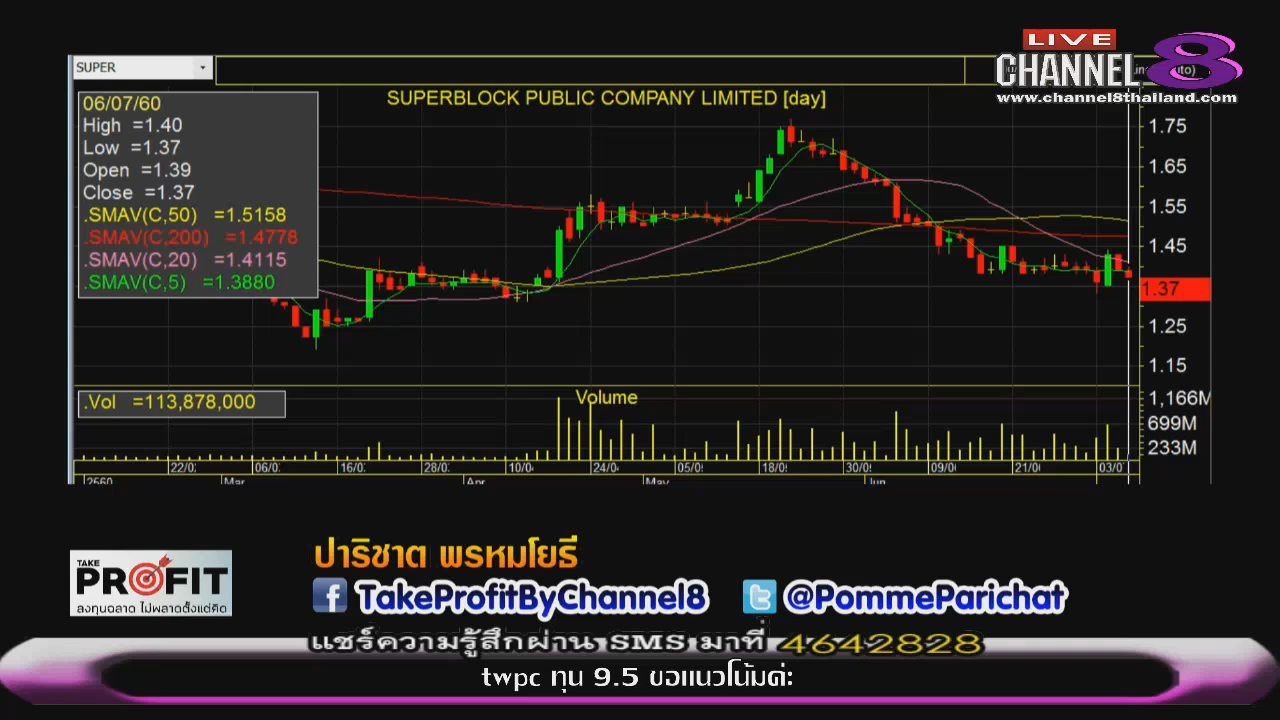 LIVE
CHANNEL 8
www.channel8thailand.com
SUPER
SUPERBLOCK PUBLIC COMPANY LIMITED [day]
06/07/60
High =1.40
Low =1.37
Open =1.39
Close =1.37
.SMAV(C,50) =1.5158
.SMAV(C,200) =1.4778
.SMAV(C,20) =1.4115
.SMAV(C,5) =1.3880
1.75
1.65
1.55
1.45
1.37
1.25
1.15
.Vol =113,878,000
Volume
1,166M
699M
233M
22/0 06/0 16/0 28/0 10/0 24/0 05/0 18/0 30/0 09/0 21/0 03/0
2560 Mar Apr May Jun
TAKE
PROFIT
ลงทุนฉลาด ไม่พลาดตั้งแต่คิด
ปาริชาต พรหมโยธี
TakeProfitByChannel8 @PommeParichat
แชร์ความรู้สึกผ่าน SMS มาที่ 4642828
twpc ทุน 9.5 ขอแนวโน้มค่ะ